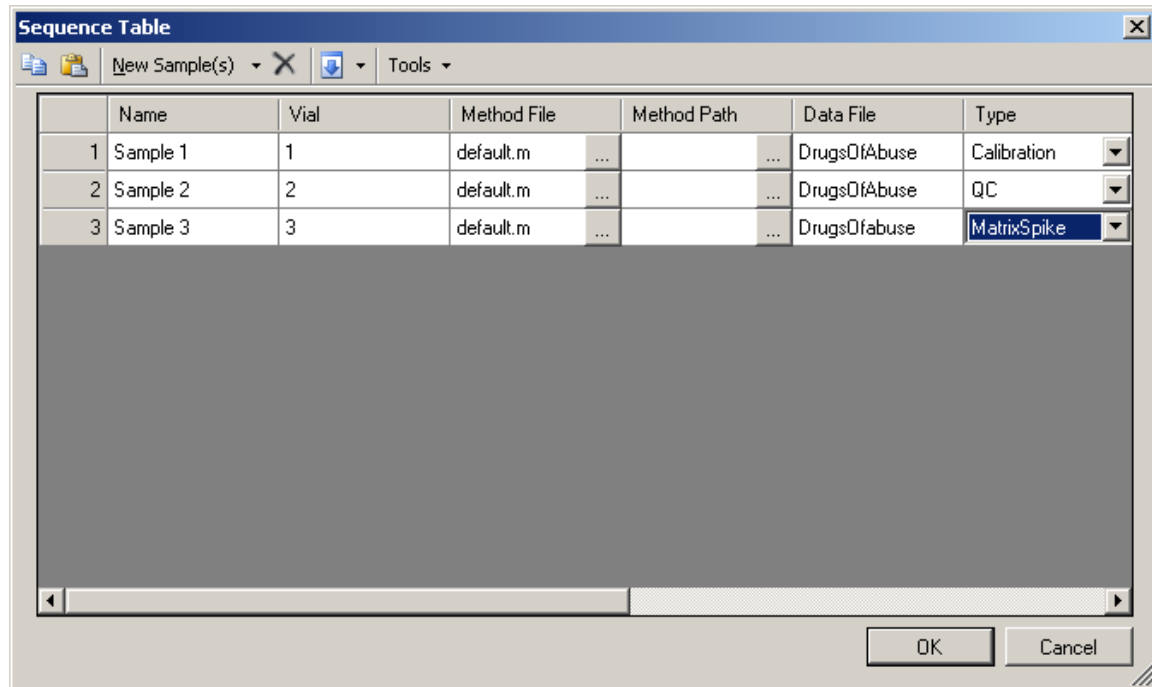 Sequence Table
New Sample(s) Tools
Name Vial Method File Method Path Data File Type
1 Sample 1 1 default.m ... ... DrugsOfAbuse Calibration
2 Sample 2 2 default.m ... ... DrugsOfAbuse QC
3 Sample 3 3 default.m ... ... DrugsOfabuse MatrixSpike
OK Cancel